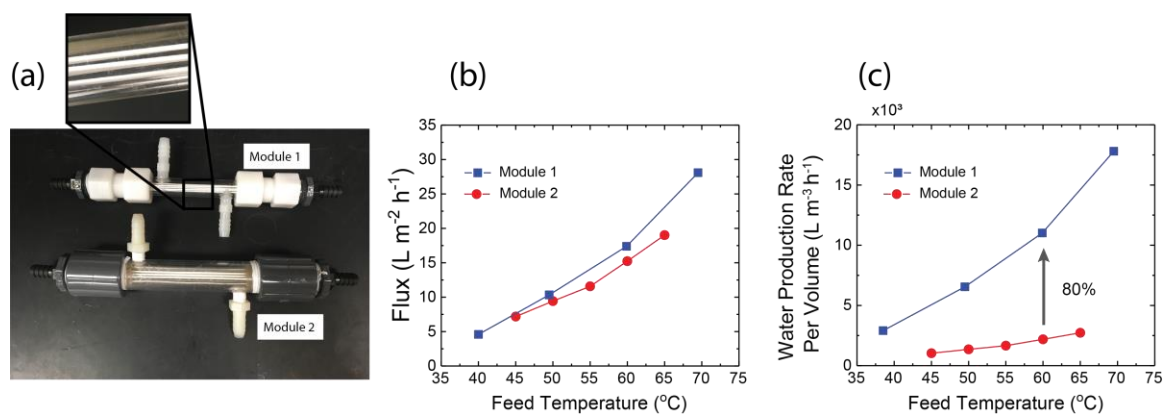 (a)
Module 1
Module 2
(b)
Flux (L m⁻² h⁻¹)
35
30
25
20
15
10
5
0
Module 1
Module 2
35 40 45 50 55 60 65 70 75
Feed Temperature (°C)
(c)
x10³
Water Production Rate
Per Volume (L m⁻³ h⁻¹)
20
15
10
5
0
Module 1
Module 2
80%
35 40 45 50 55 60 65 70 75
Feed Temperature (°C)